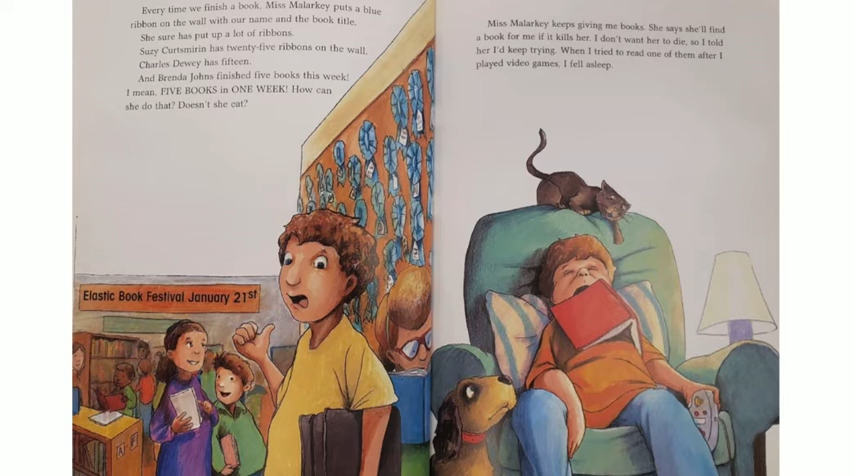 Every time we finish a book, Miss Malarkey puts a blue
ribbon on the wall with our name and the book title.
She sure has put up a lot of ribbons.
Suzy Curtsmirin has twenty-five ribbons on the wall.
Charles Dewey has fifteen.
And Brenda Johns finished five books this week!
I mean, FIVE BOOKS in ONE WEEK! How can
she do that? Doesn't she eat?
Elastic Book Festival January 21st
Miss Malarkey keeps giving me books. She says she'll find
a book for me if it kills her. I don't want her to die, so I told
her I'd keep trying. When I tried to read one of them after I
played video games, I fell asleep.